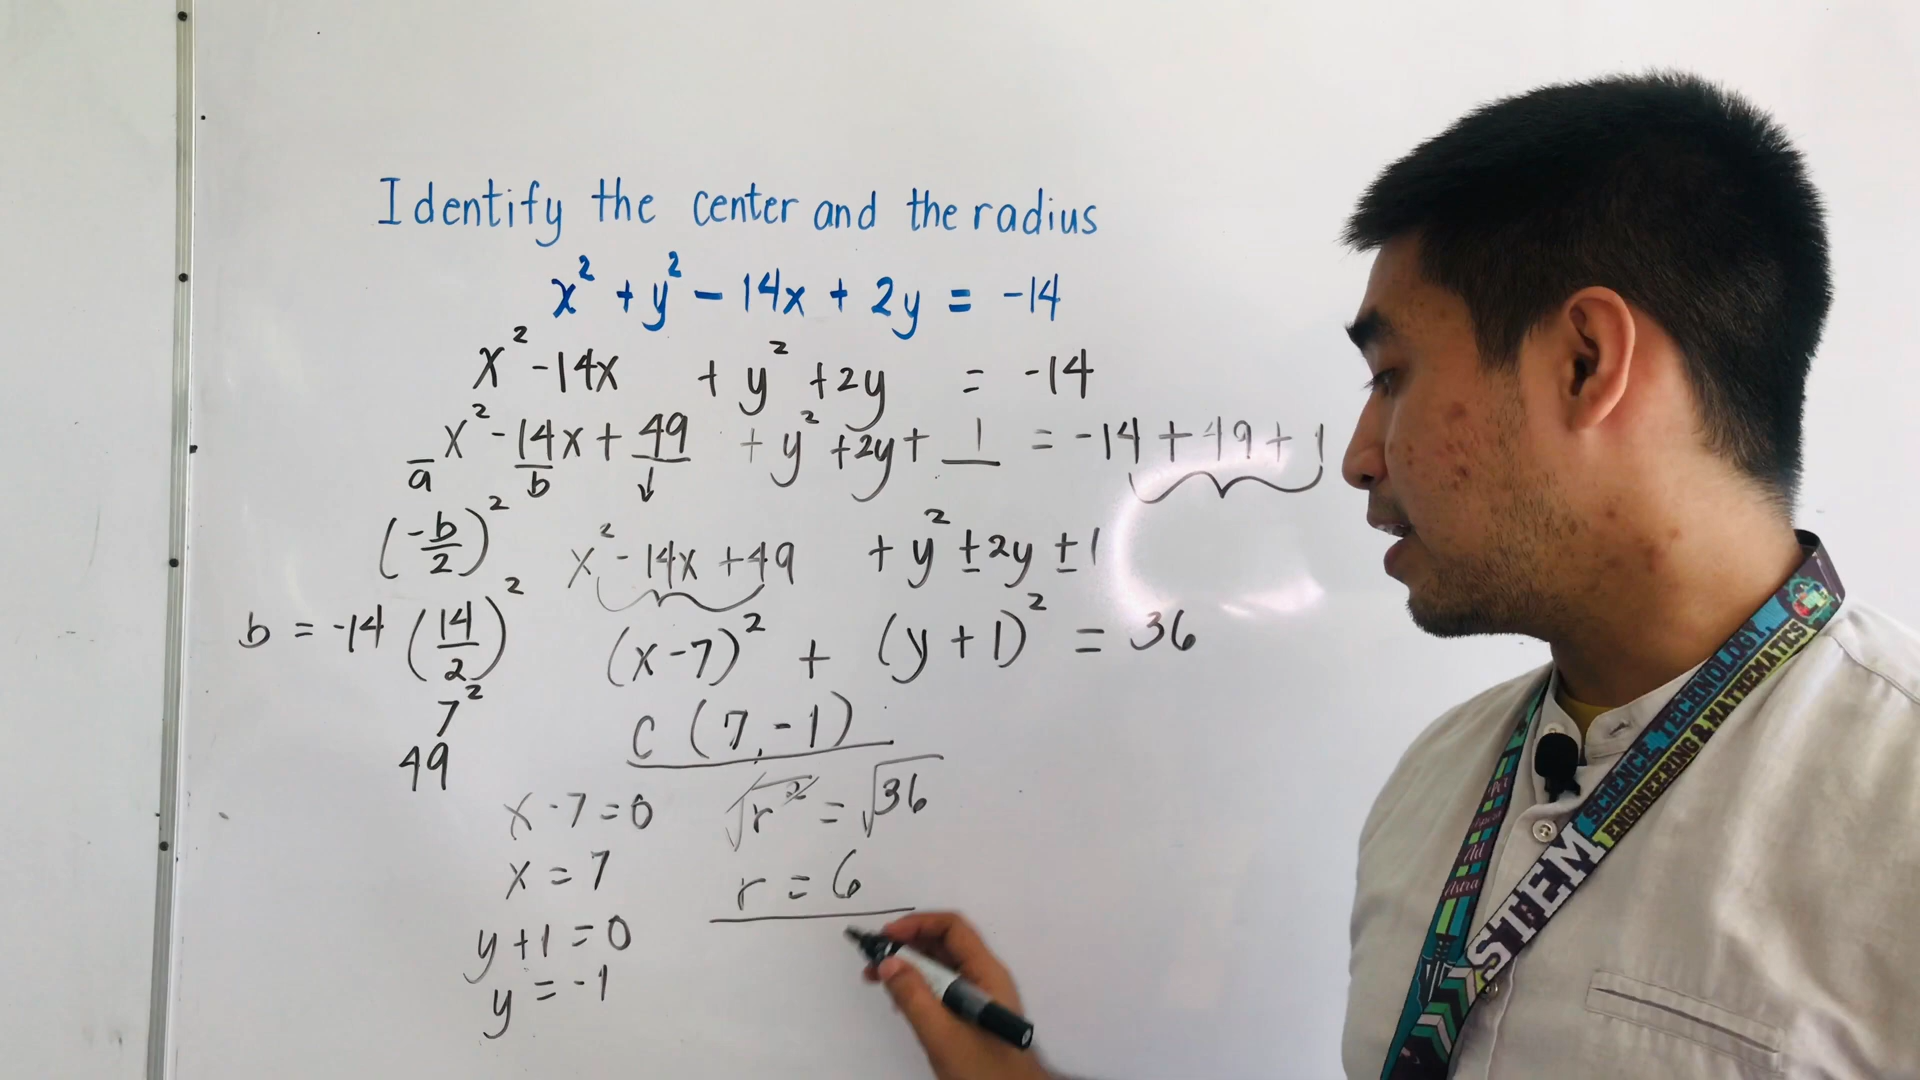 Identify the center and the radius
x² + y² - 14x + 2y = -14
x² - 14x + y² + 2y = -14
x² - 14x + 49 + y² + 2y + 1 = -14 + 49 + 1
a b
(-b/2)² x² - 14x + 49 + y² + 2y + 1
b = -14 (14/2)² (x-7)² + (y+1)² = 36
7²
49
C (7, -1)
x - 7 = 0 √r² = √36
x = 7 r = 6
y + 1 = 0
y = -1
STEM
SCIENCE, TECHNOLOGY,
ENGINEERING & MATHEMATICS
Ad
Astra